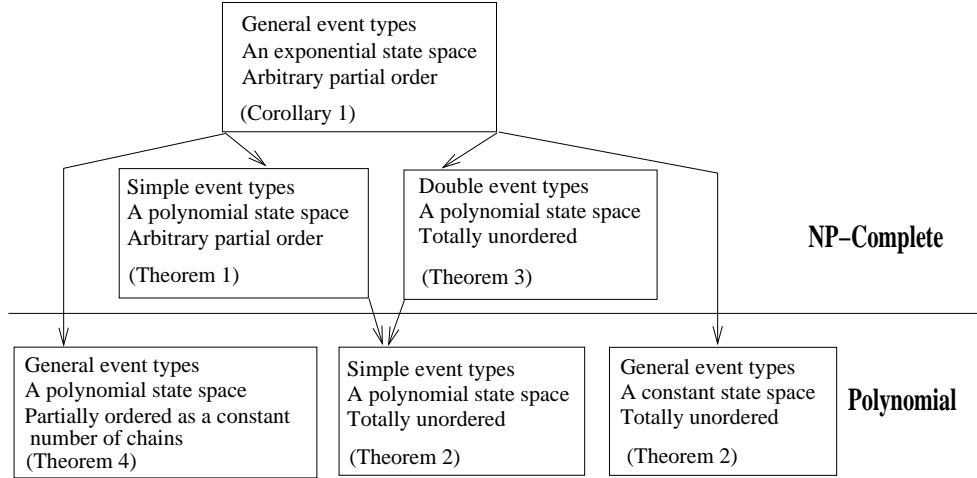 General event types
An exponential state space
Arbitrary partial order
(Corollary 1)
Simple event types
A polynomial state space
Arbitrary partial order
(Theorem 1)
Double event types
A polynomial state space
Totally unordered
(Theorem 3)
NP–Complete
General event types
A polynomial state space
Partially ordered as a constant
number of chains
(Theorem 4)
Simple event types
A polynomial state space
Totally unordered
(Theorem 2)
General event types
A constant state space
Totally unordered
(Theorem 2)
Polynomial